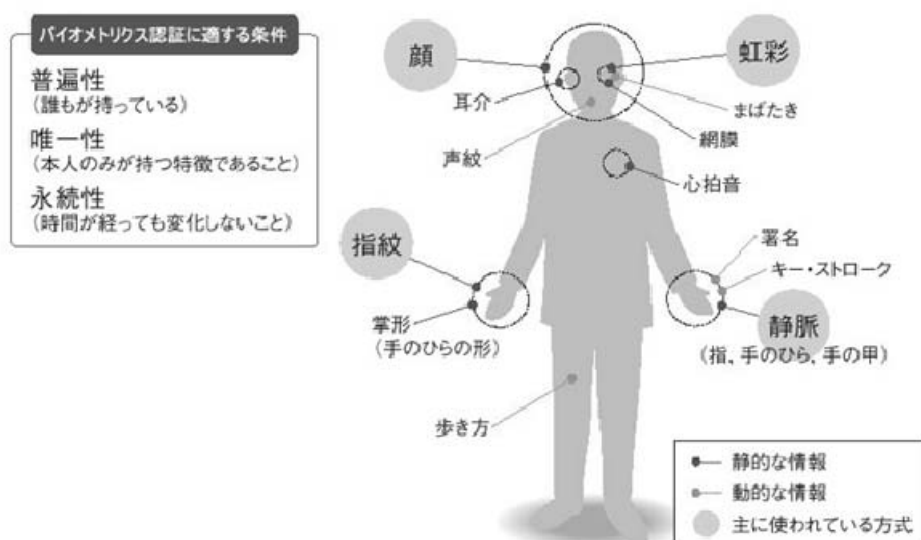 バイオメトリクス認証に適する条件
普遍性
(誰もが持っている)
唯一性
(本人のみが持つ特徴であること)
永続性
(時間が経っても変化しないこと)
顔
虹彩
耳介
まばたき
網膜
声紋
心拍音
指紋
署名
キー・ストローク
掌形
(手のひらの形)
静脈
(指、手のひら、手の甲)
歩き方
静的な情報
動的な情報
主に使われている方式